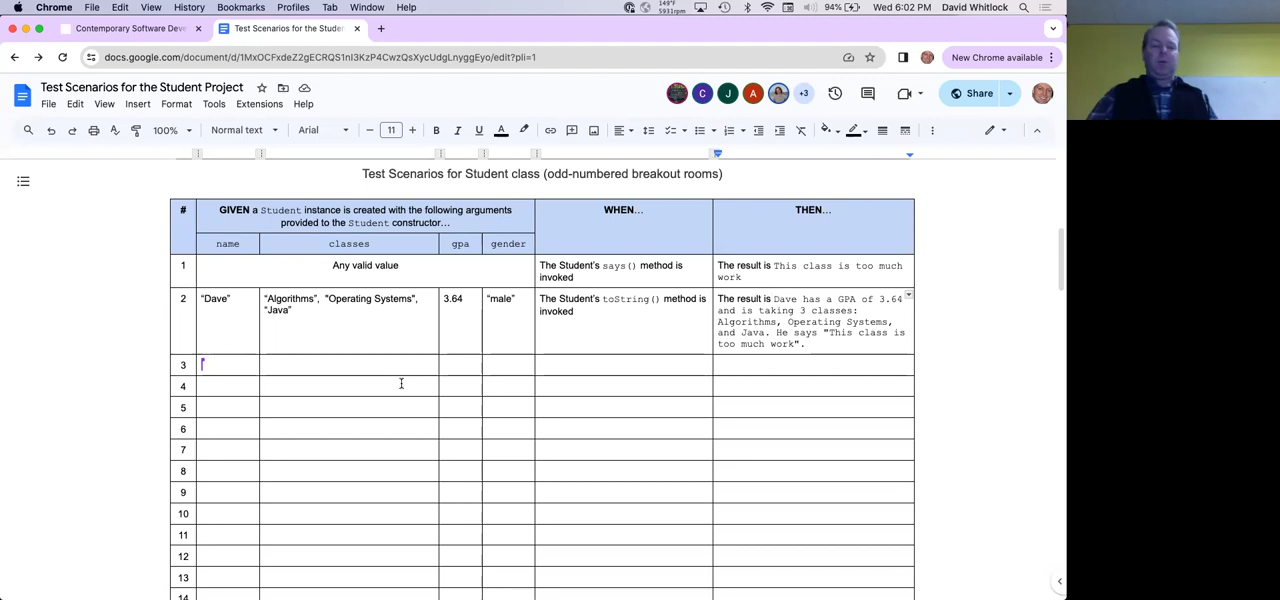 Chrome File Edit View History Bookmarks Profiles Tab Window Help 149°F 5931rpm 94% Wed 6:02 PM David Whitlock
Contemporary Software Deve Test Scenarios for the Studen
docs.google.com/document/d/1MxOCFxdeZ2gECRQS1nI3KzP4CwzQsXycUdgLnyggEyo/edit?pli=1 New Chrome available
Test Scenarios for the Student Project C J A +3 Share
File Edit View Insert Format Tools Extensions Help
100% Normal text Arial 11 B I U A
Test Scenarios for Student class (odd-numbered breakout rooms)
# GIVEN a Student instance is created with the following arguments WHEN... THEN...
provided to the Student constructor...
name classes gpa gender
1 Any valid value The Student's says() method is The result is This class is too much
invoked work
2 "Dave" "Algorithms", "Operating Systems", 3.64 "male" The Student's toString() method is The result is Dave has a GPA of 3.64
"Java" invoked and is taking 3 classes:
Algorithms, Operating Systems,
and Java. He says "This class is
too much work".
3
4
5
6
7
8
9
10
11
12
13
14